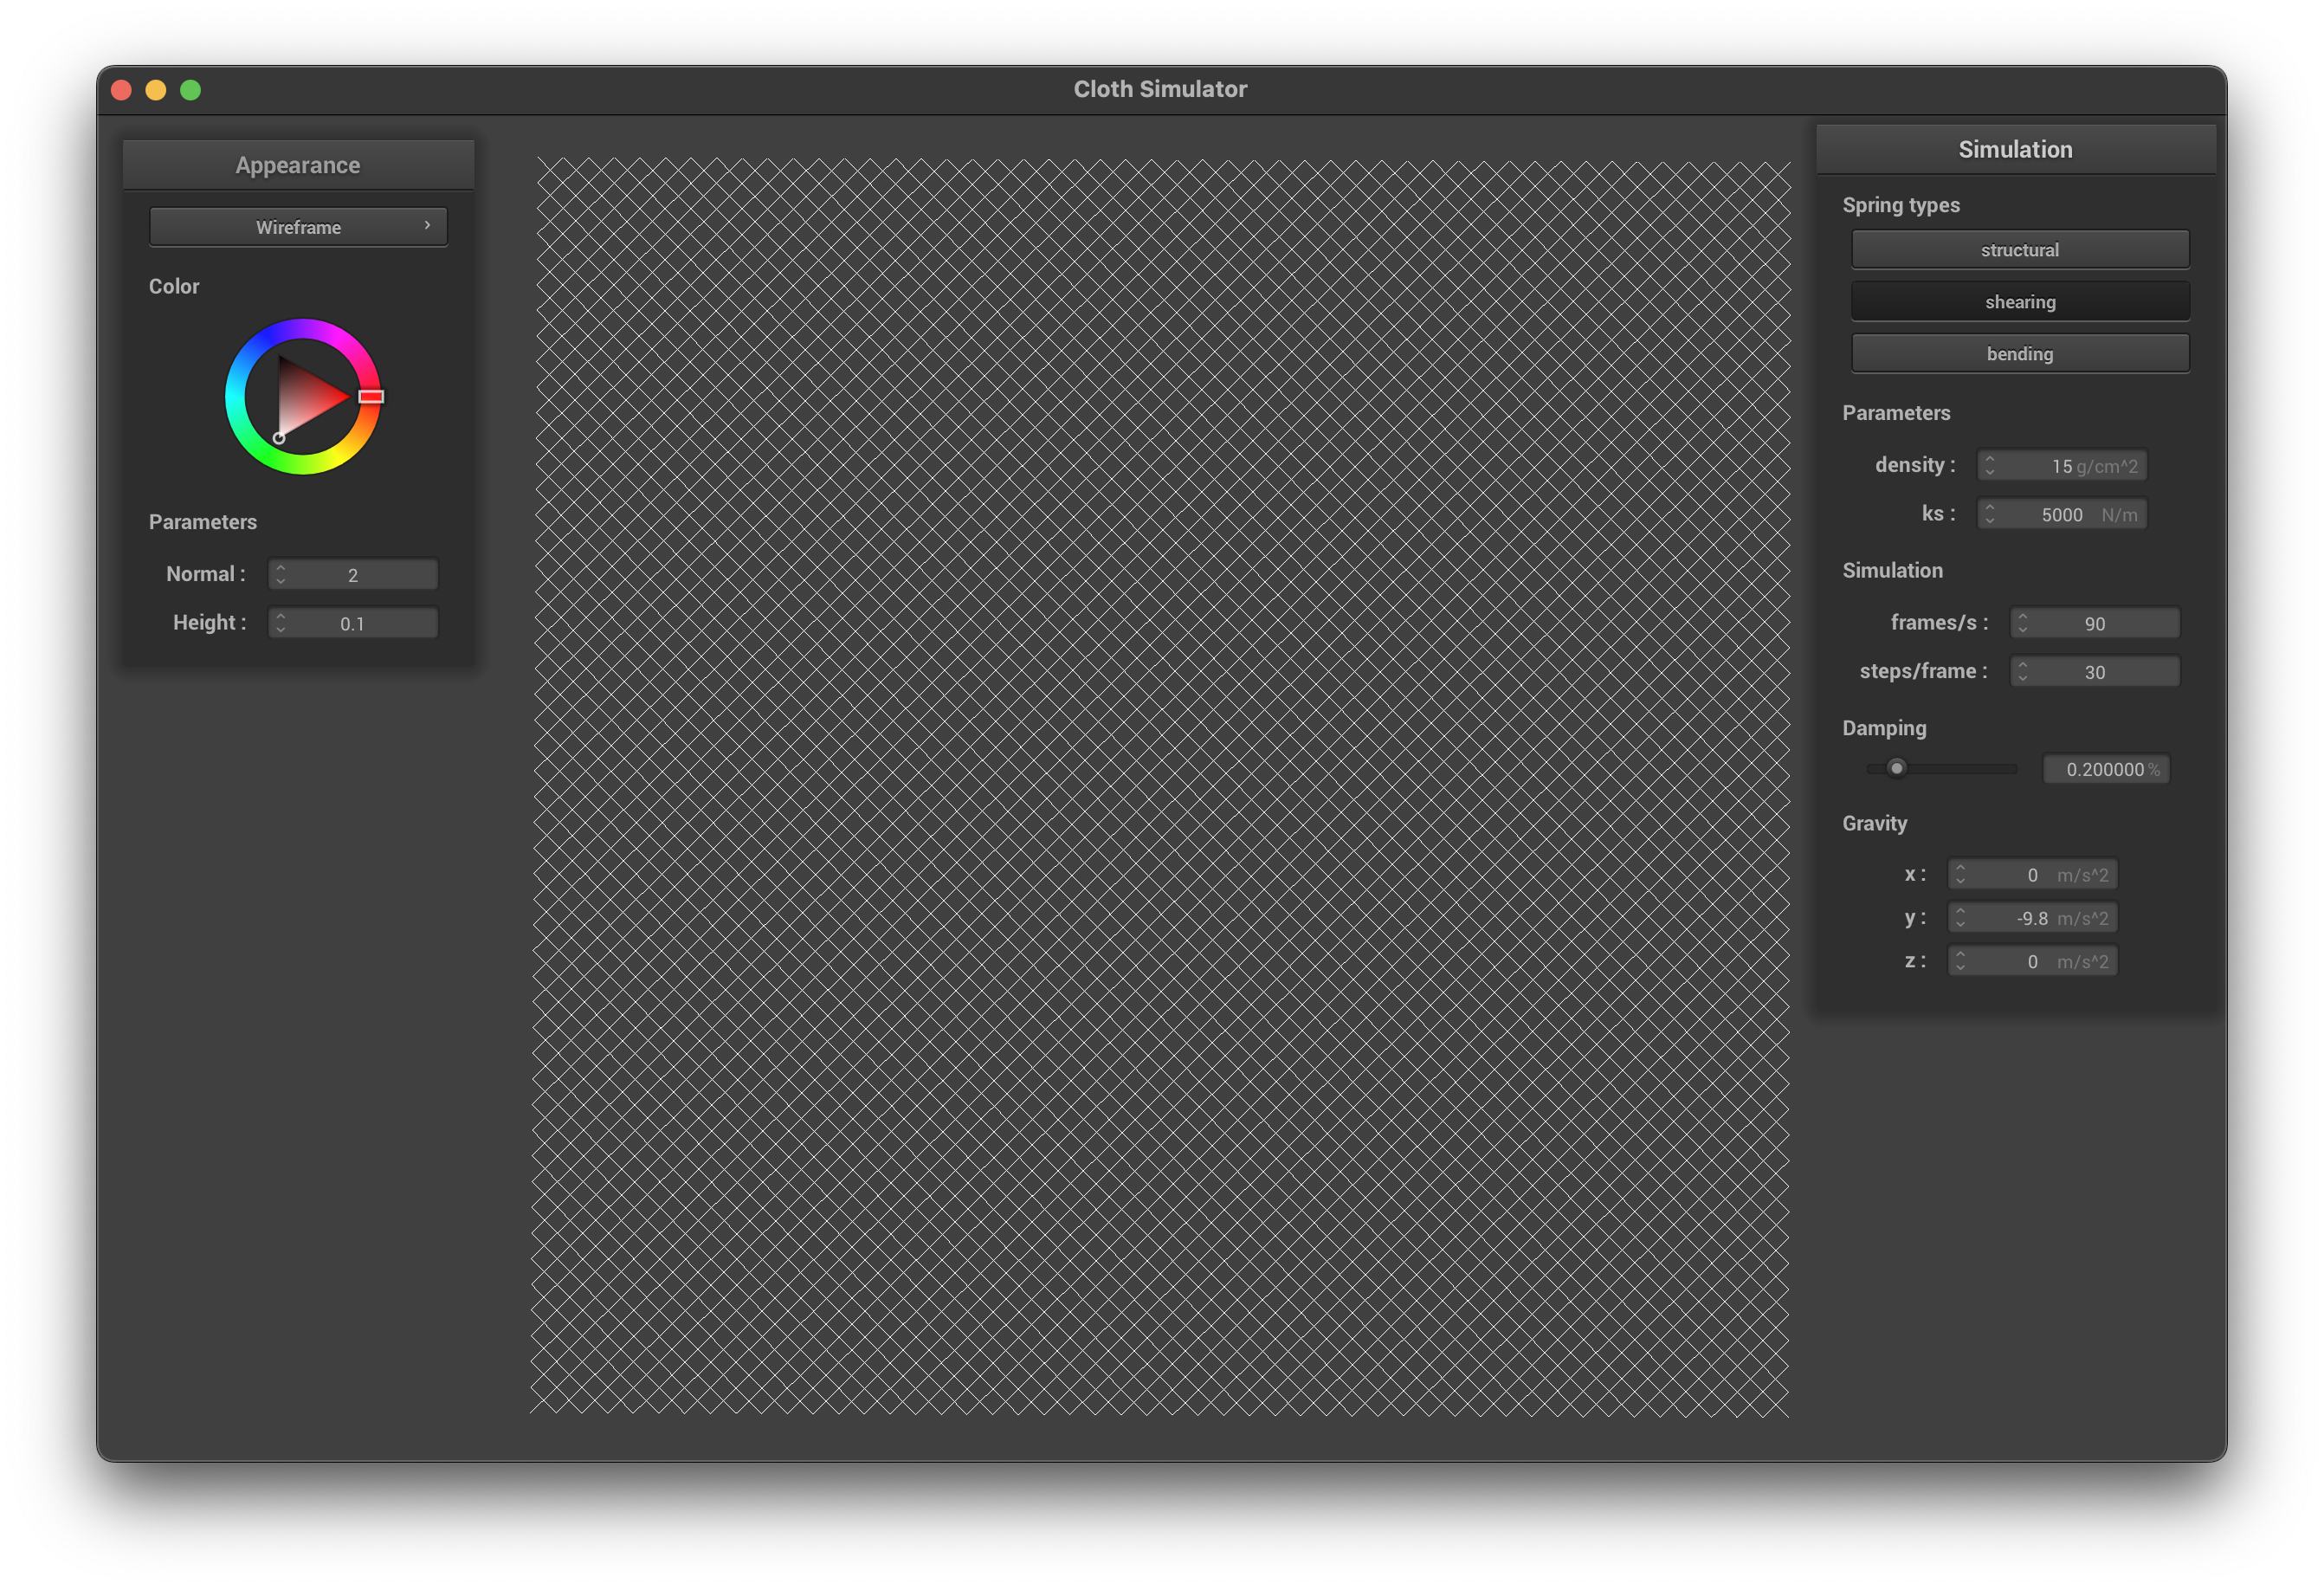 Cloth Simulator
Appearance
Wireframe
Color
Parameters
Normal : 2
Height : 0.1
Simulation
Spring types
structural
shearing
bending
Parameters
density : 15 g/cm^2
ks : 5000 N/m
Simulation
frames/s : 90
steps/frame : 30
Damping
0.200000 %
Gravity
x : 0 m/s^2
y : -9.8 m/s^2
z : 0 m/s^2